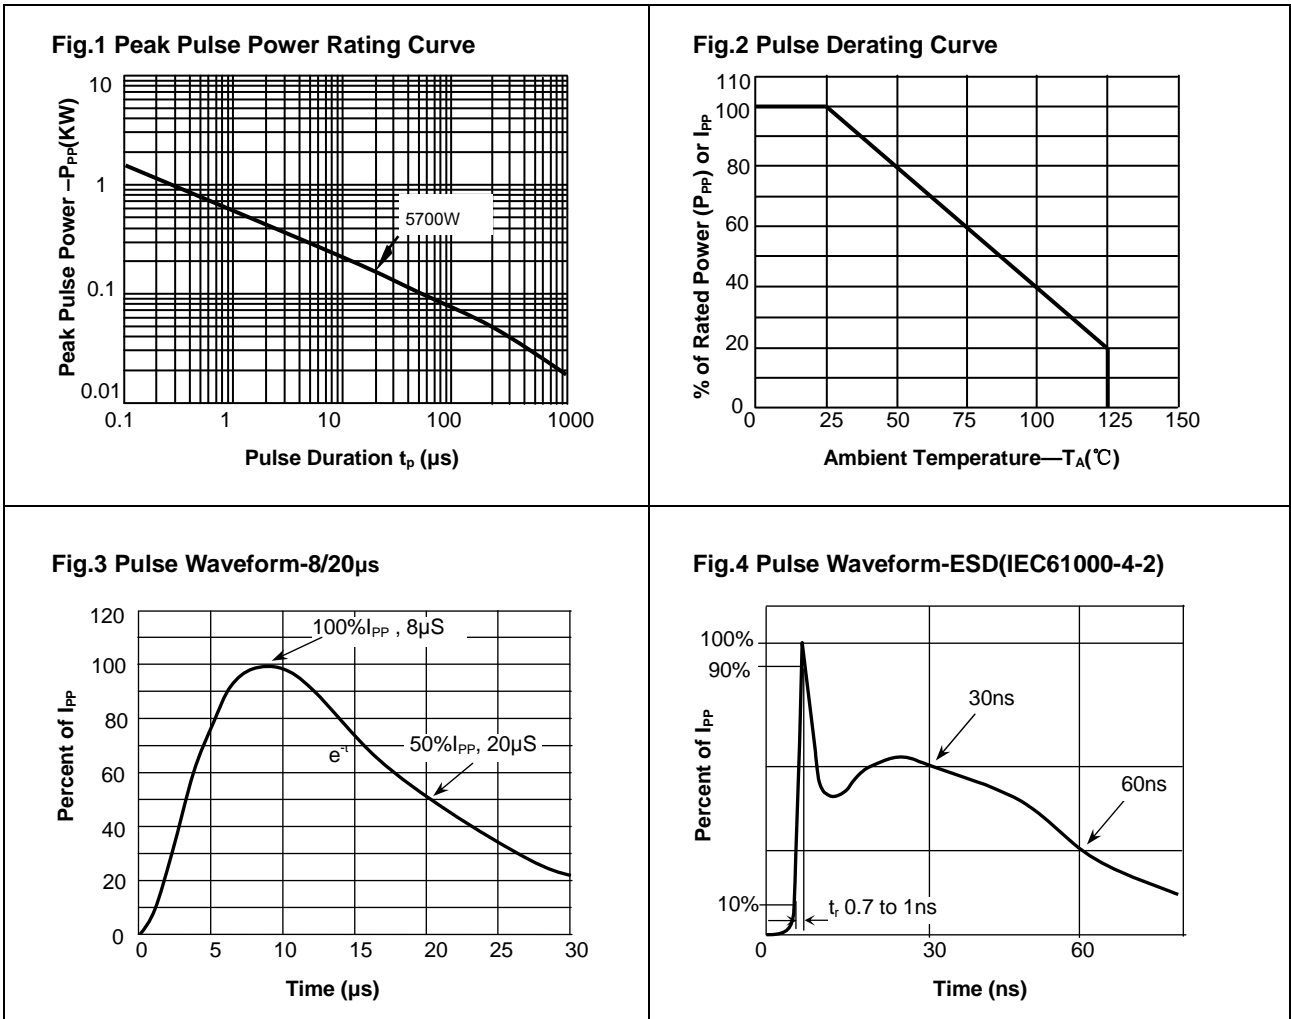 Fig.1 Peak Pulse Power Rating Curve
Peak Pulse Power –PPP(KW)
10
1
0.1
0.01
5700W
0.1 1 10 100 1000
Pulse Duration tp (µs)
Fig.2 Pulse Derating Curve
% of Rated Power (PPP) or IPP
110
100
80
60
40
20
0
0 25 50 75 100 125 150
Ambient Temperature—TA(℃)
Fig.3 Pulse Waveform-8/20µs
Percent of IPP
120
100
80
60
40
20
0
100%IPP , 8µS
e-t
50%IPP, 20µS
0 5 10 15 20 25 30
Time (µs)
Fig.4 Pulse Waveform-ESD(IEC61000-4-2)
Percent of IPP
100%
90%
10%
30ns
60ns
tr 0.7 to 1ns
0 30 60
Time (ns)